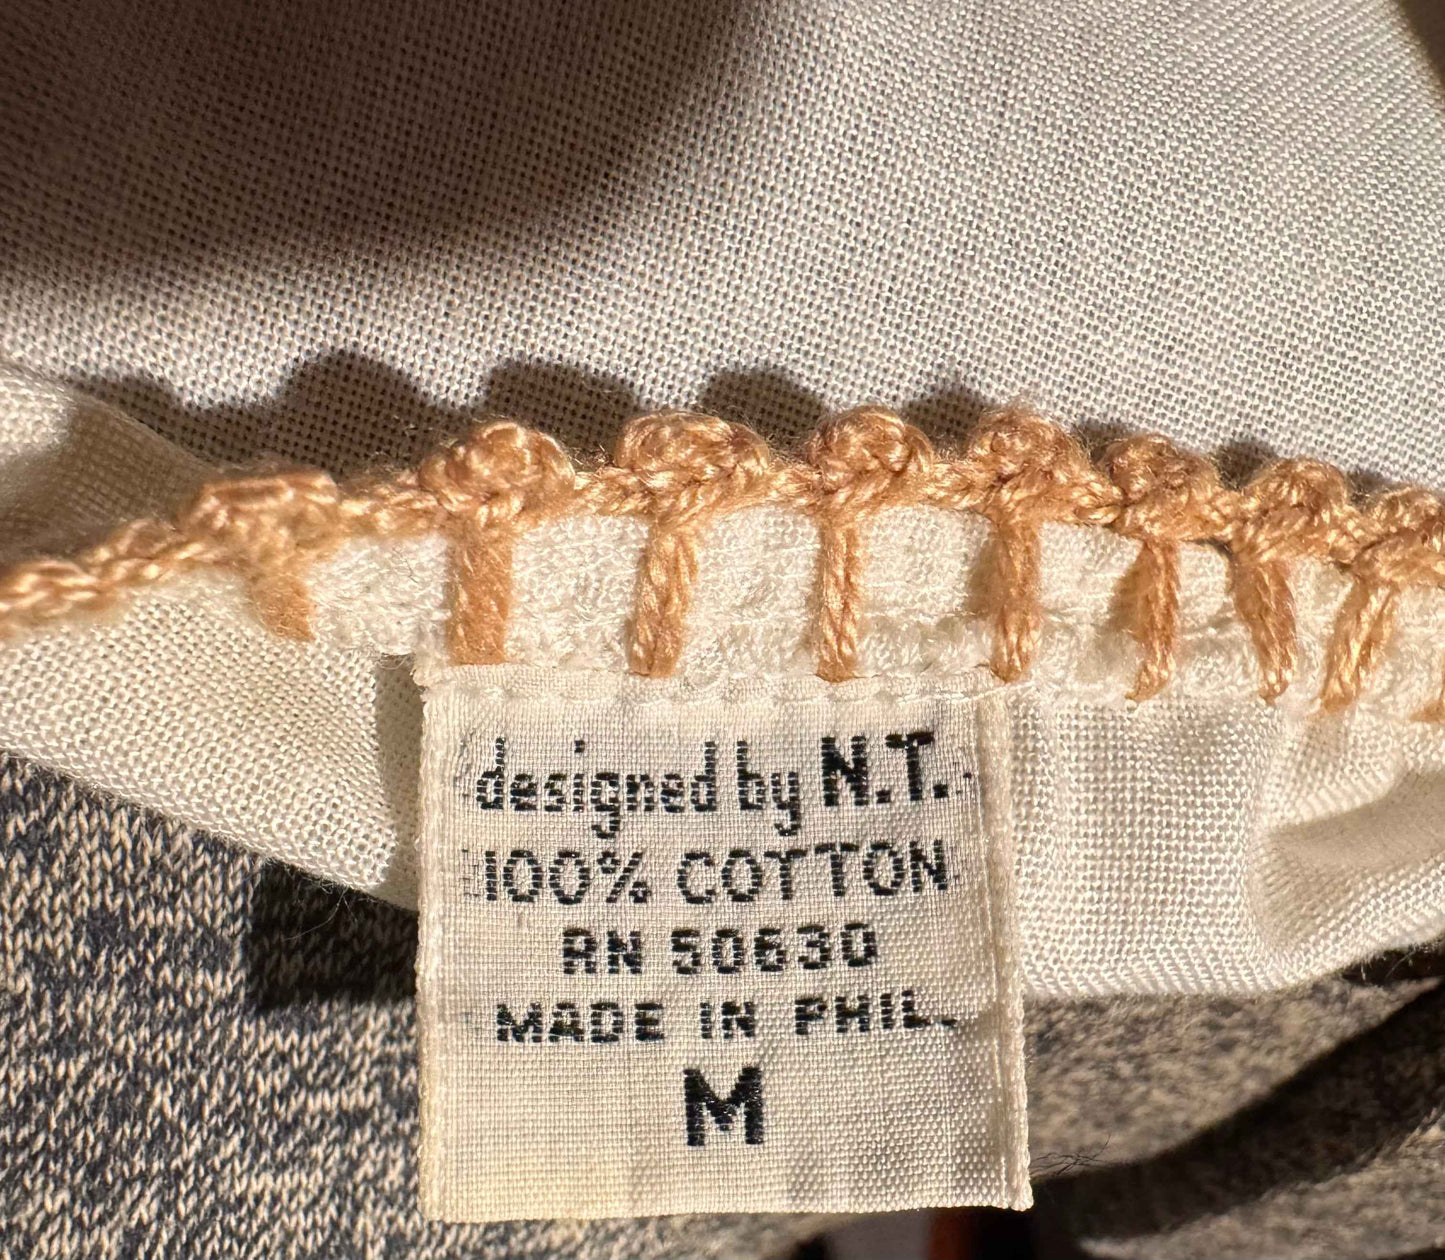 designed by N.T.
100% COTTON
RN 50630
MADE IN PHIL.
M